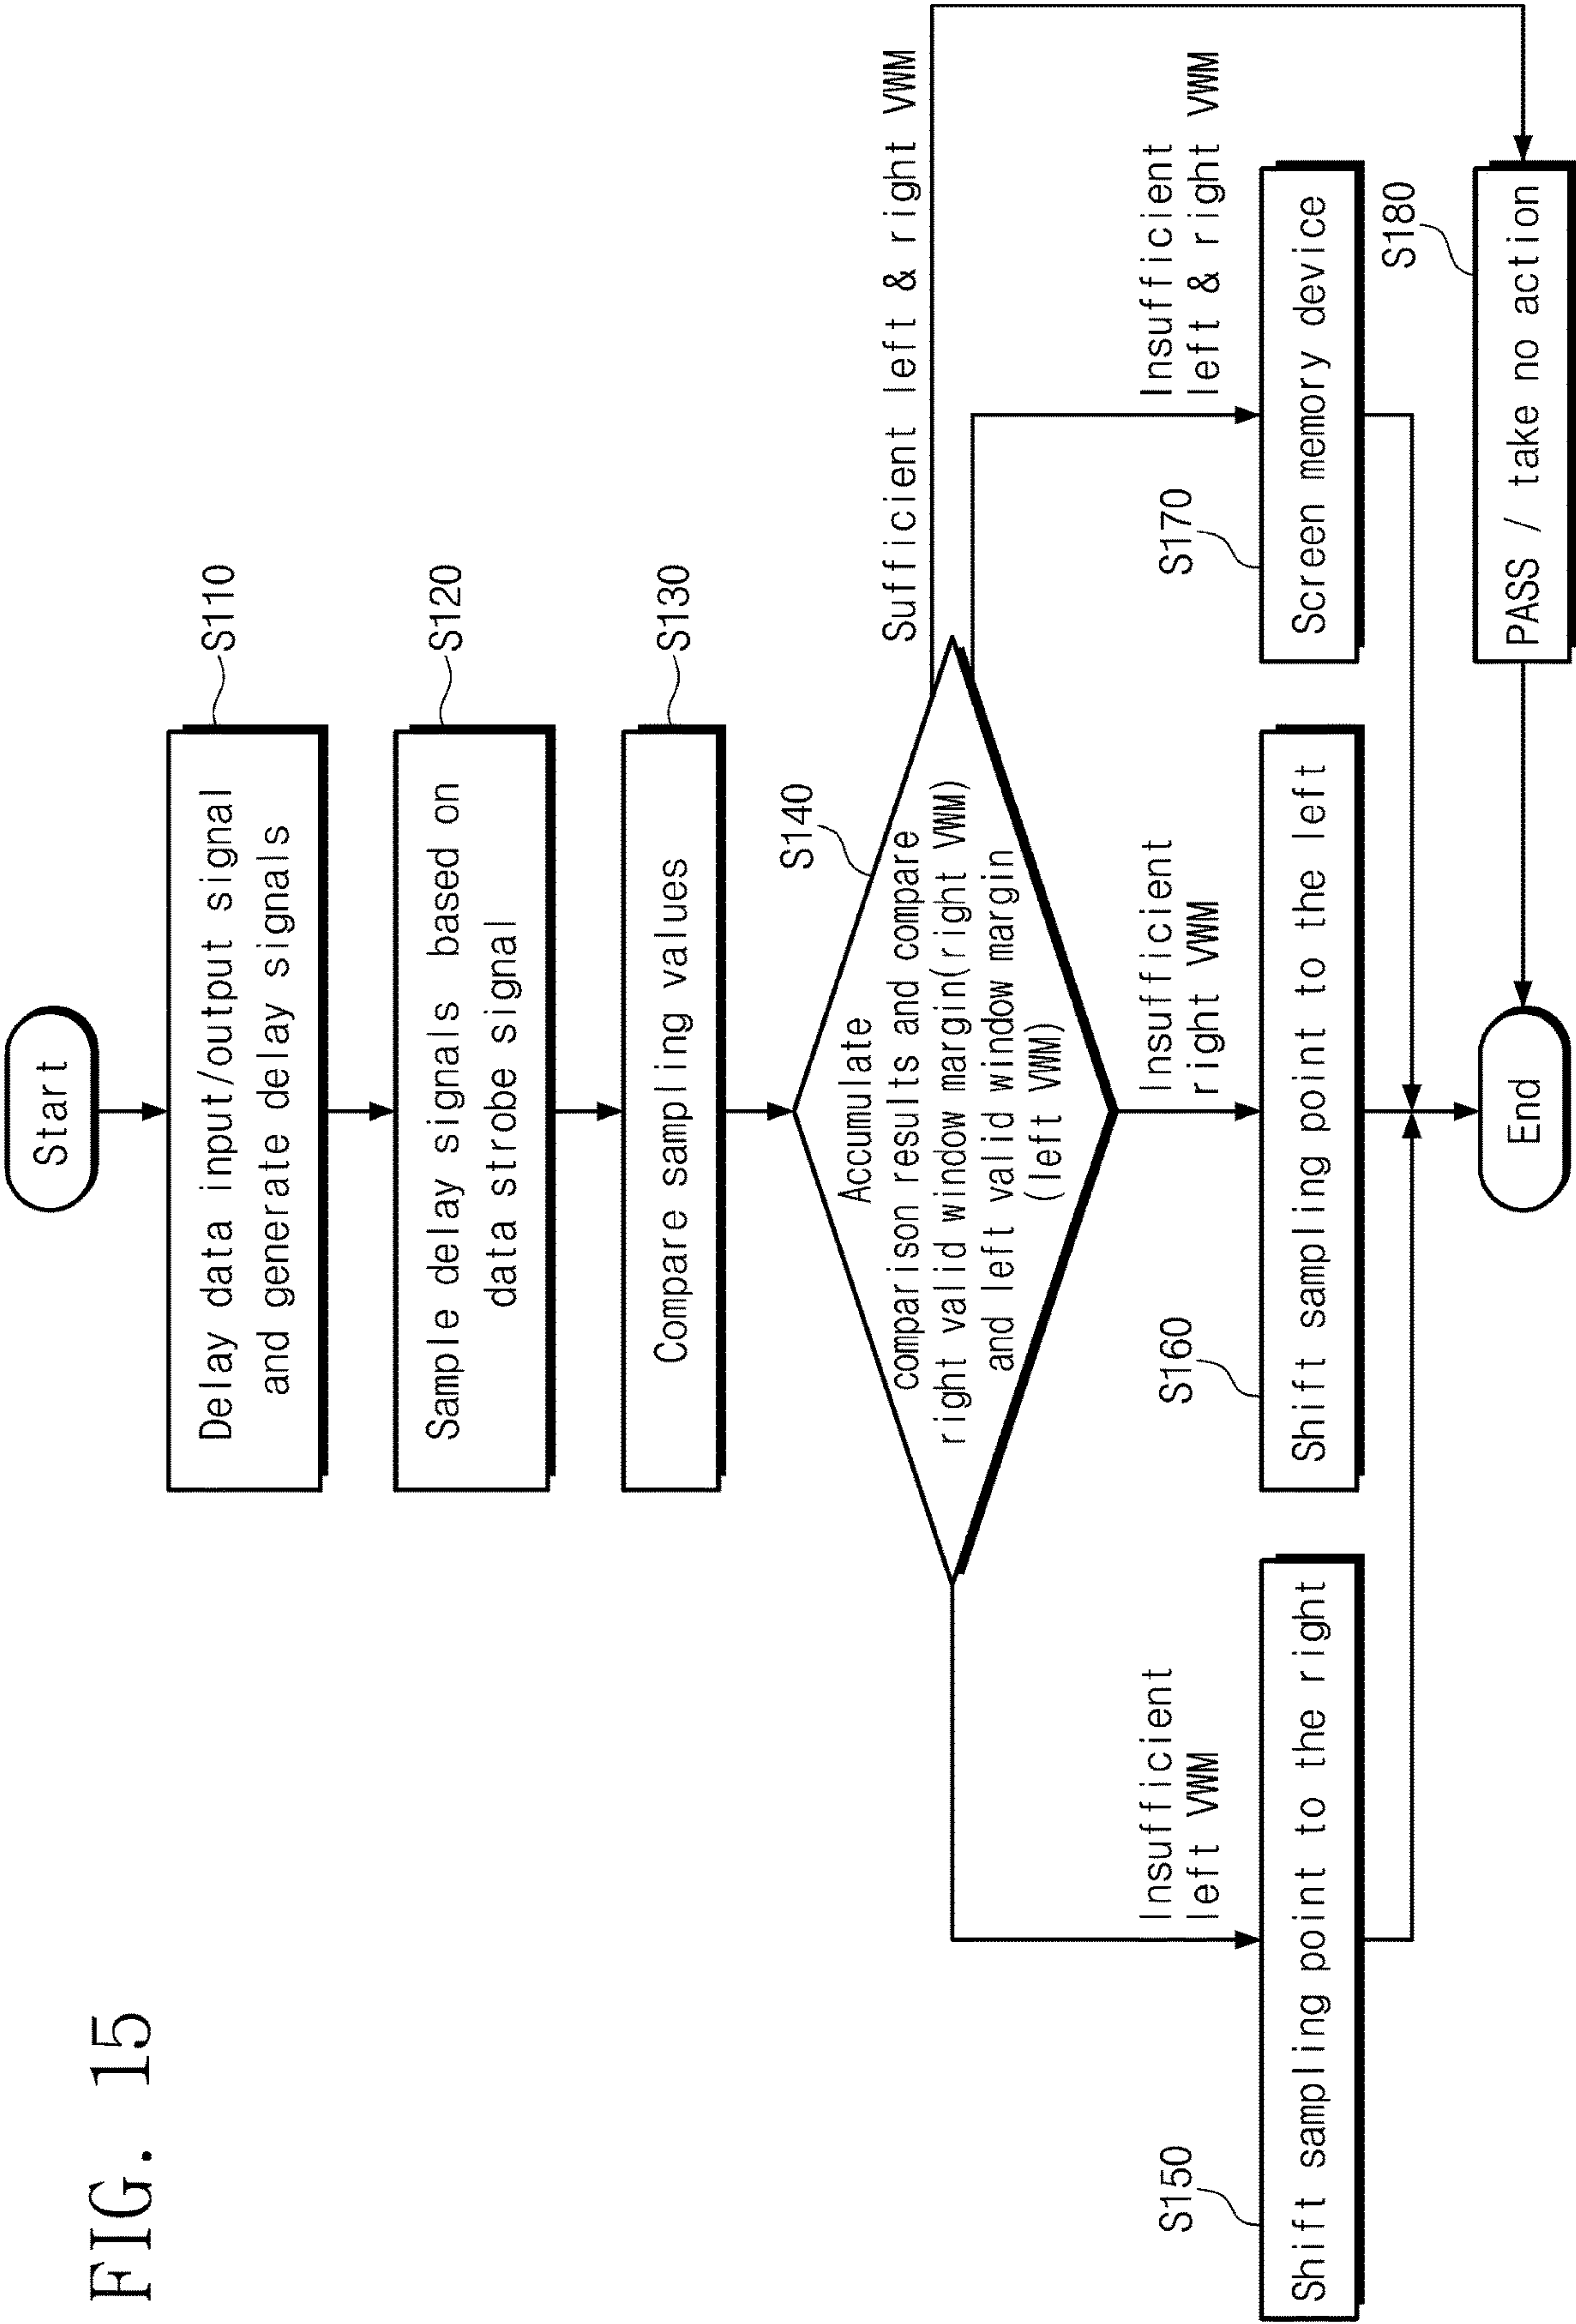 FIG. 15
Start
Delay data input/output signal
and generate delay signals
S110
Sample delay signals based on
data strobe signal
S120
Compare sampling values
S130
Accumulate
comparison results and compare
right valid window margin(right VWM)
and left valid window margin
(left VWM)
S140
Sufficient left & right VWM
Insufficient
left VWM
Insufficient
right VWM
Insufficient
left & right VWM
S150
Shift sampling point to the right
S160
Shift sampling point to the left
S170
Screen memory device
S180
PASS / take no action
End